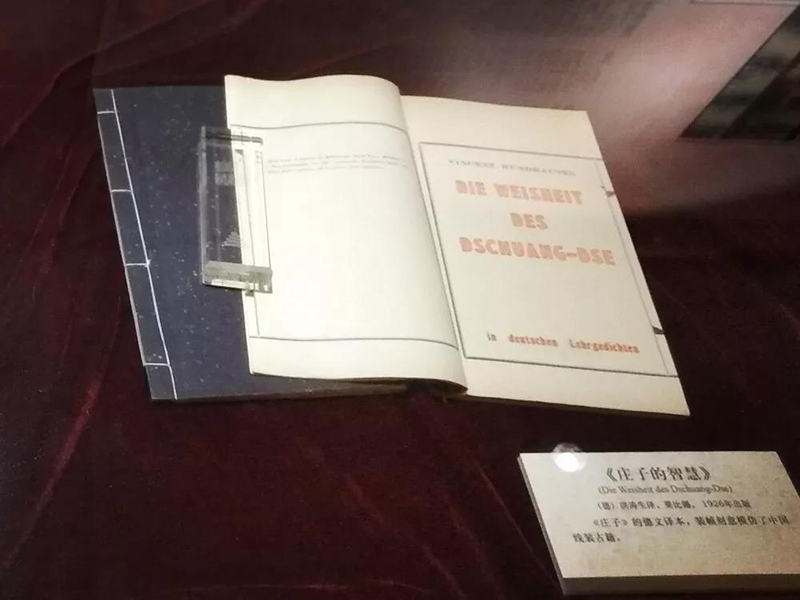 VINCENZ HUNDHAUSEN
DIE WEISHEIT
DES
DSCHUANG-DSE
in deutschen Lehrgedichten
《庄子的智慧》
(Die Weisheit des Dschuang-Dse)
(德) 洪涛生译,莱比锡,1926年出版
《庄子》的德文译本,装帧刻意模仿了中国
线装古籍。